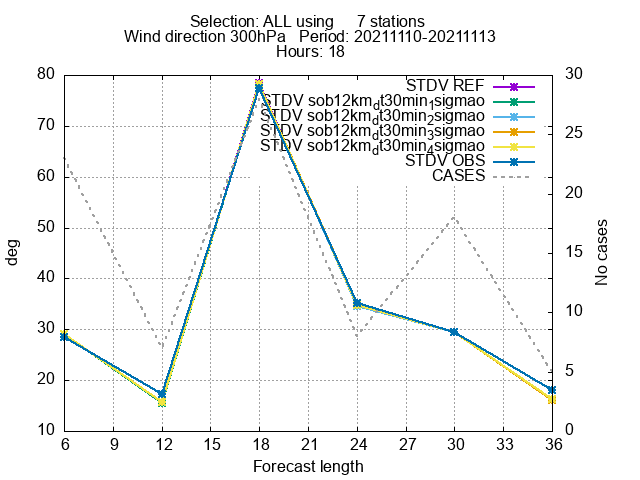 Selection: ALL using 7 stations
Wind direction 300hPa Period: 20211110-20211113
Hours: 18
STDV REF
STDV sob12km_dt30min_1sigmao
STDV sob12km_dt30min_2sigmao
STDV sob12km_dt30min_3sigmao
STDV sob12km_dt30min_4sigmao
STDV OBS
CASES
80
70
60
50
40
30
20
10
deg
30
25
20
15
10
5
0
No cases
6 9 12 15 18 21 24 27 30 33 36
Forecast length